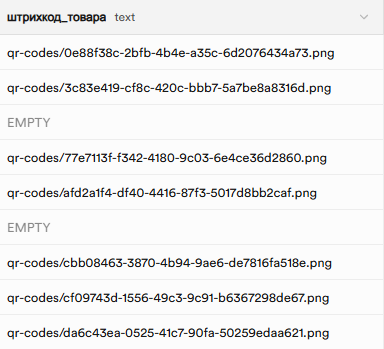 штрихкод_товара text
qr-codes/0e88f38c-2bfb-4b4e-a35c-6d2076434a73.png
qr-codes/3c83e419-cf8c-420c-bbb7-5a7be8a8316d.png
EMPTY
qr-codes/77e7113f-f342-4180-9c03-6e4ce36d2860.png
qr-codes/afd2a1f4-df40-4416-87f3-5017d8bb2caf.png
EMPTY
qr-codes/cbb08463-3870-4b94-9ae6-de7816fa518e.png
qr-codes/cf09743d-1556-49c3-9c91-b6367298de67.png
qr-codes/da6c43ea-0525-41c7-90fa-50259edaa621.png